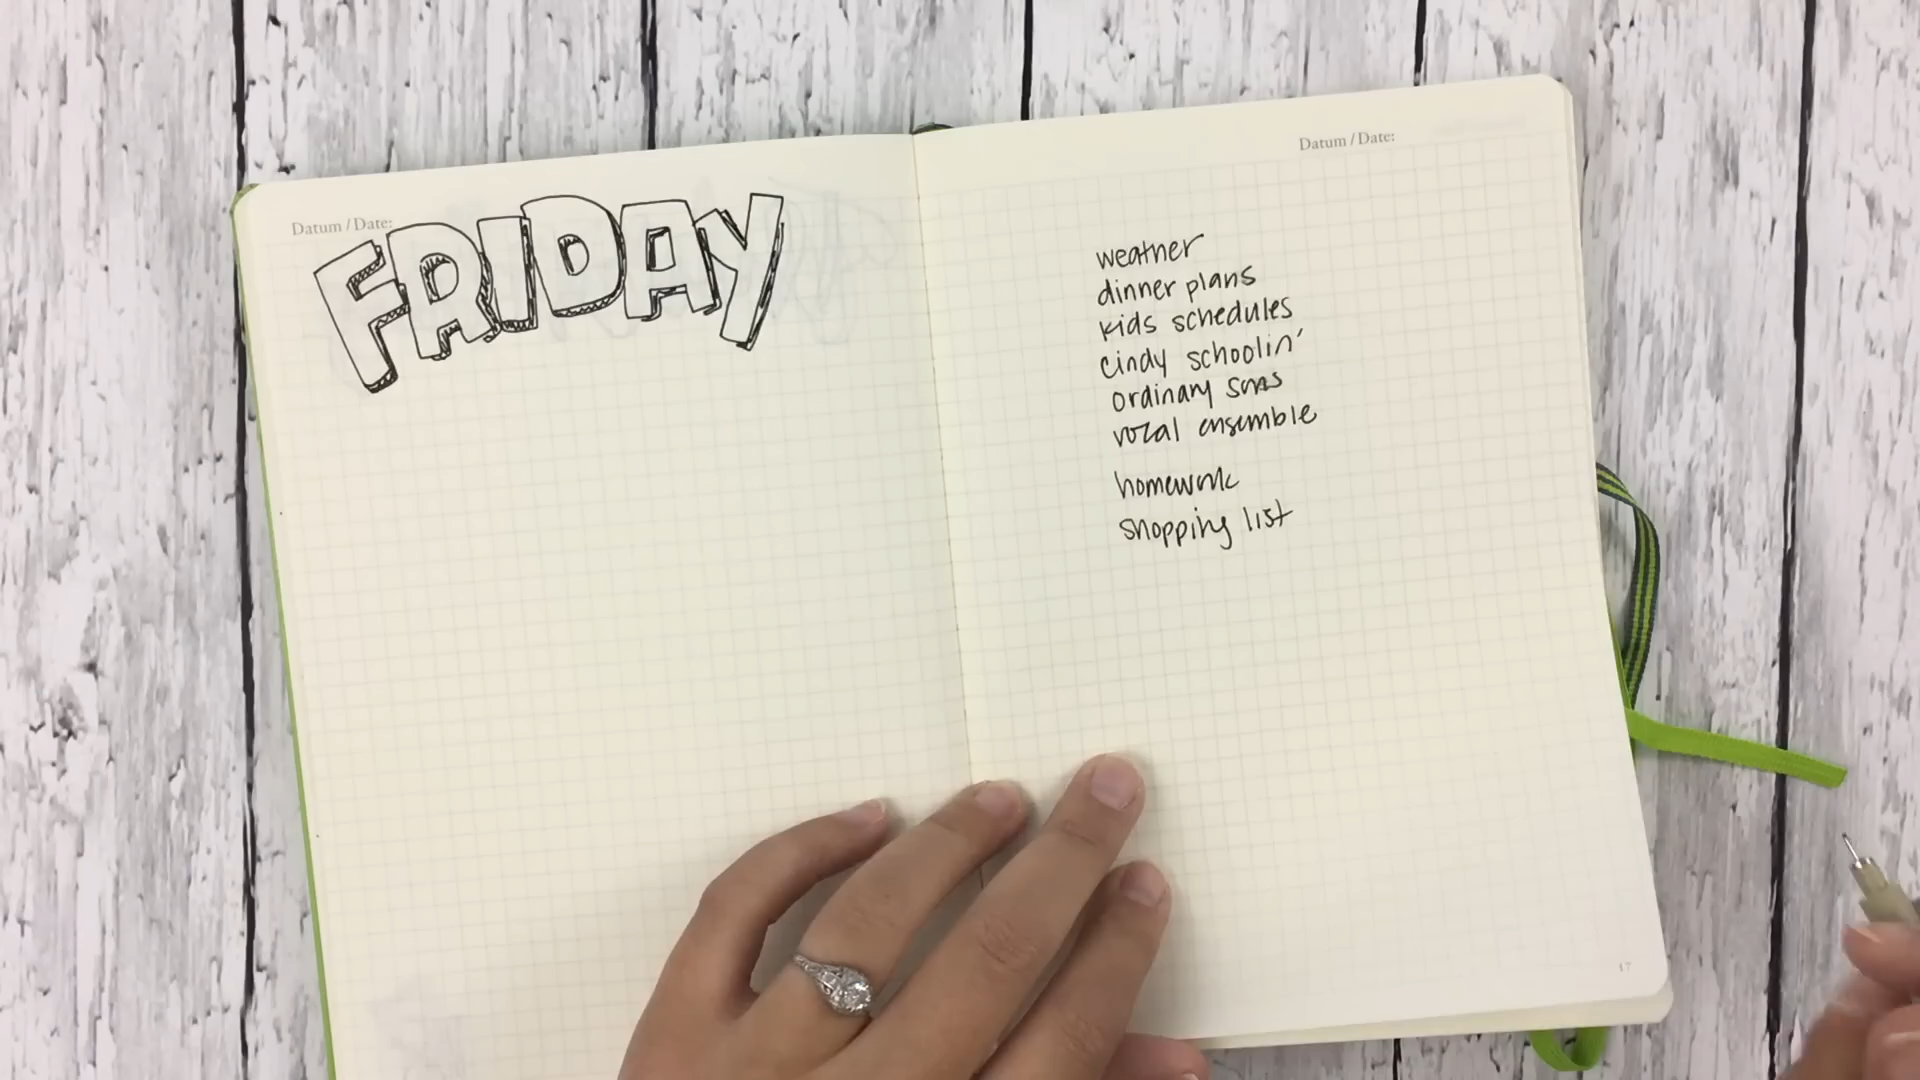 Datum / Date:
FRIDAY
Datum / Date:
weather
dinner plans
kids schedules
cindy schoolin'
ordinary
vocal ensemble
homework
shopping list
17